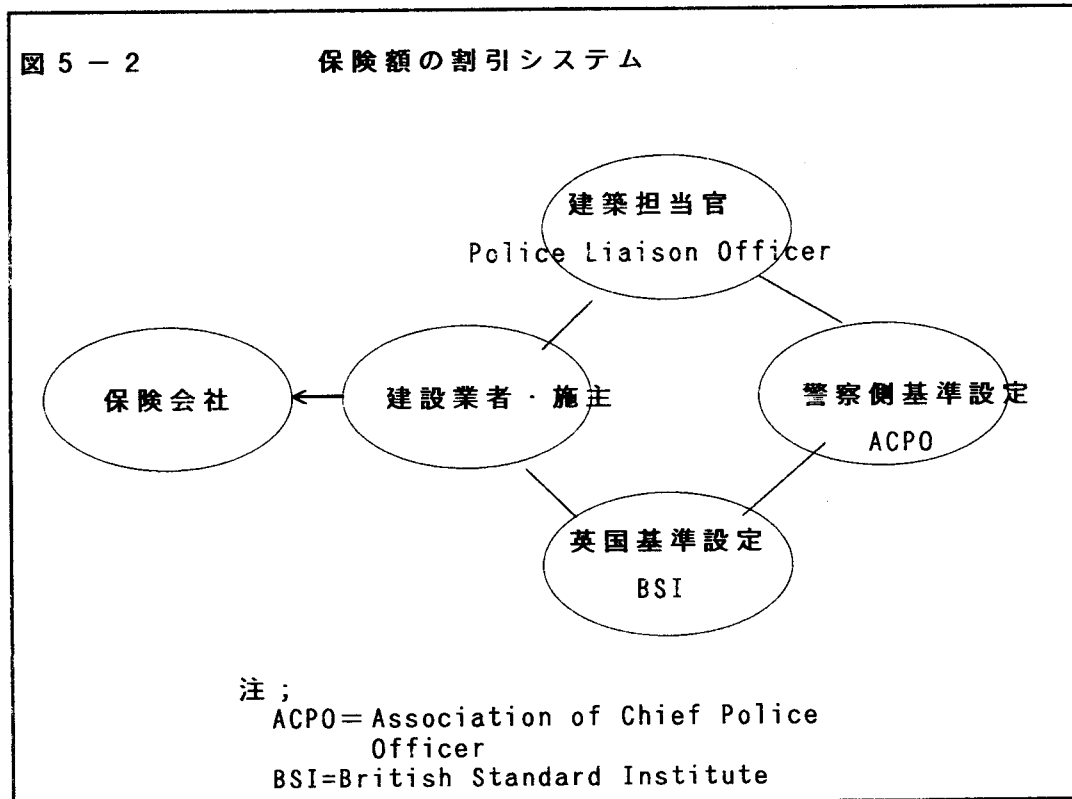 図5－2 保険額の割引システム
建築担当官
Police Liaison Officer
保険会社
建設業者・施主
警察側基準設定
ACPO
英国基準設定
BSI
注；
ACPO＝Association of Chief Police
Officer
BSI=British Standard Institute